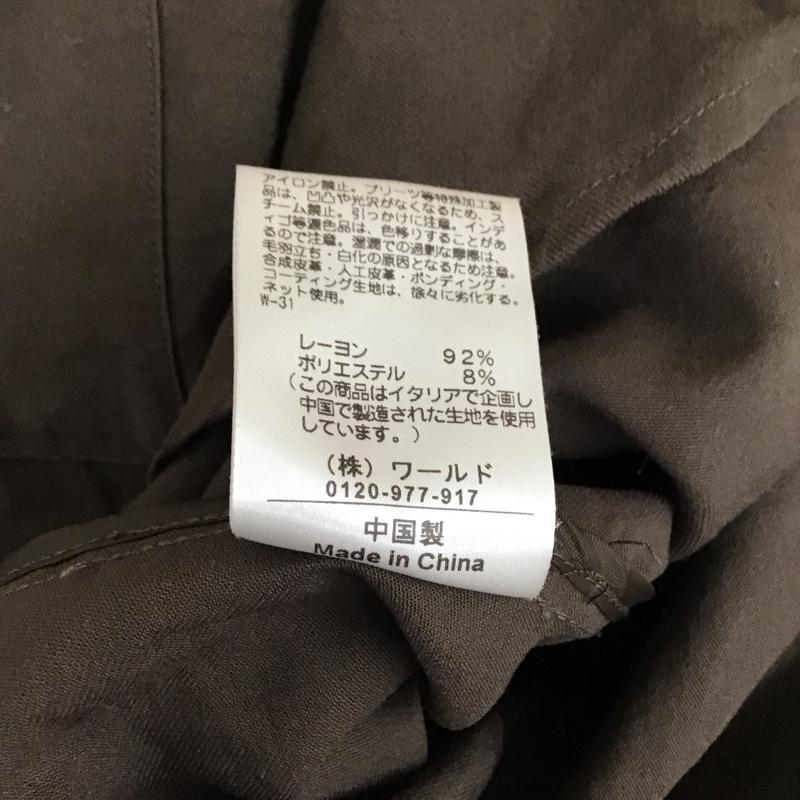 アイロン禁止。プリーツ等特殊加工製
品は、凹凸や光沢がなくなるため、ス
チーム禁止。引っかけに注意。インデ
ィゴ等濃色品は、色移りすることがあ
るので注意。湿潤での過剰な摩擦は、
毛羽立ち・白化の原因となるため注意。
合成皮革・人工皮革・ボンディング・
コーティング生地は、徐々に劣化する。
ネット使用。
W-31
レーヨン 92%
ポリエステル 8%
(この商品はイタリアで企画し
中国で製造された生地を使用
しています。)
(株) ワールド
0120-977-917
中国製
Made in China